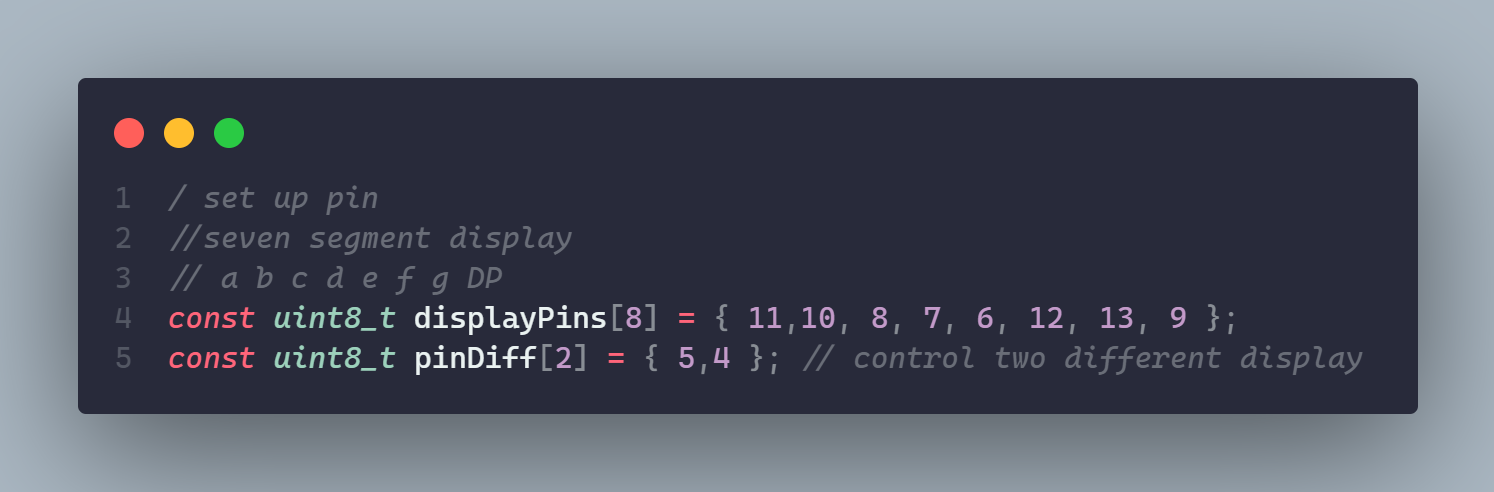 1 / set up pin
2 //seven segment display
3 // a b c d e f g DP
4 const uint8_t displayPins[8] = { 11,10, 8, 7, 6, 12, 13, 9 };
5 const uint8_t pinDiff[2] = { 5,4 }; // control two different display